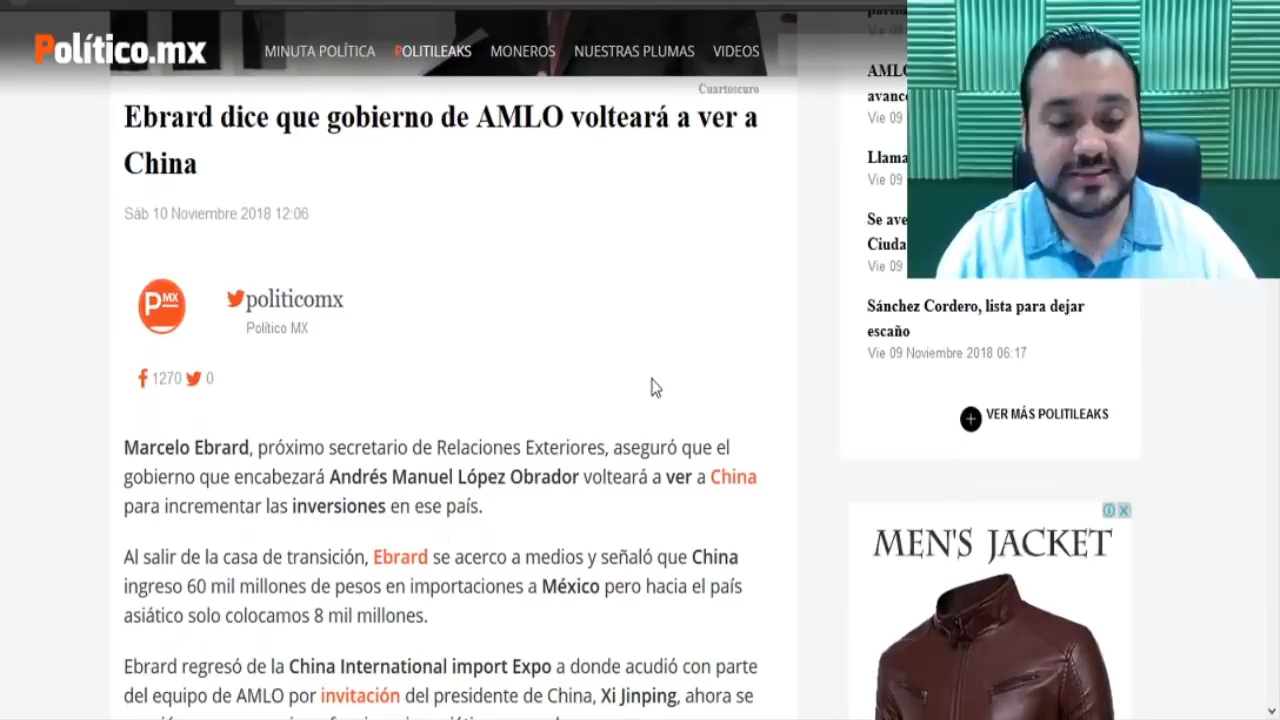 Político.mx
MINUTA POLÍTICA POLITILEAKS MONEROS NUESTRAS PLUMAS VIDEOS
Cuartoscuro
Ebrard dice que gobierno de AMLO volteará a ver a
China
Sáb 10 Noviembre 2018 12:06
PMX
politicomx
Político MX
1270 0
Marcelo Ebrard, próximo secretario de Relaciones Exteriores, aseguró que el
gobierno que encabezará Andrés Manuel López Obrador volteará a ver a China
para incrementar las inversiones en ese país.
Al salir de la casa de transición, Ebrard se acerco a medios y señaló que China
ingreso 60 mil millones de pesos en importaciones a México pero hacia el país
asiático solo colocamos 8 mil millones.
Ebrard regresó de la China International import Expo a donde acudió con parte
del equipo de AMLO por invitación del presidente de China, Xi Jinping, ahora se
AMLO
Vie 09
Llama
Vie 09
Se ave
Ciuda
Vie 09
Sánchez Cordero, lista para dejar
escaño
Vie 09 Noviembre 2018 06:17
VER MÁS POLITILEAKS
MEN'S JACKET